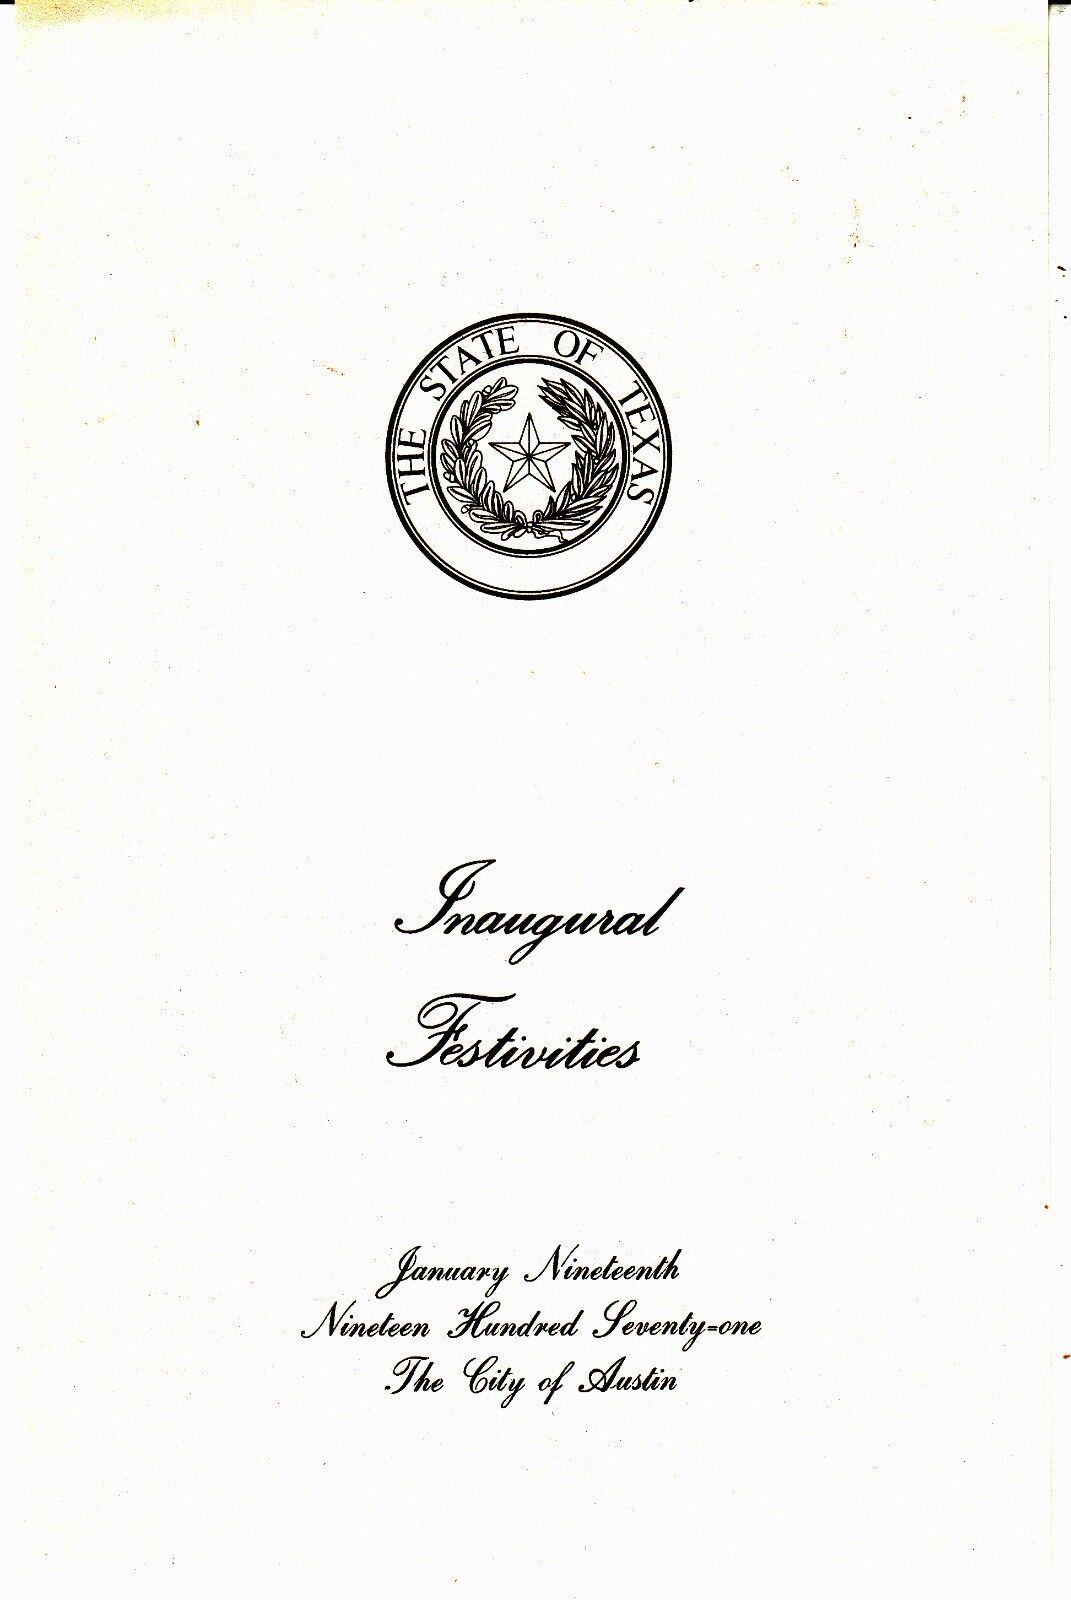 THE STATE OF TEXAS
Inaugural
Festivities
January Nineteenth
Nineteen Hundred Seventy=one
The City of Austin